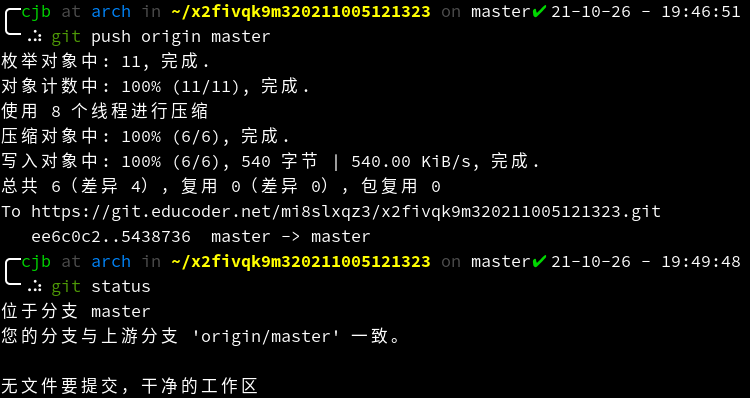 cjb at arch in ~/x2fivqk9m320211005121323 on master✔21-10-26 - 19:46:51
git push origin master
枚举对象中: 11, 完成.
对象计数中: 100% (11/11), 完成.
使用 8 个线程进行压缩
压缩对象中: 100% (6/6), 完成.
写入对象中: 100% (6/6), 540 字节 | 540.00 KiB/s, 完成.
总共 6（差异 4），复用 0（差异 0），包复用 0
To https://git.educoder.net/mi8slxqz3/x2fivqk9m320211005121323.git
ee6c0c2..5438736  master -> master
cjb at arch in ~/x2fivqk9m320211005121323 on master✔21-10-26 - 19:49:48
git status
位于分支 master
您的分支与上游分支 'origin/master' 一致。
无文件要提交，干净的工作区